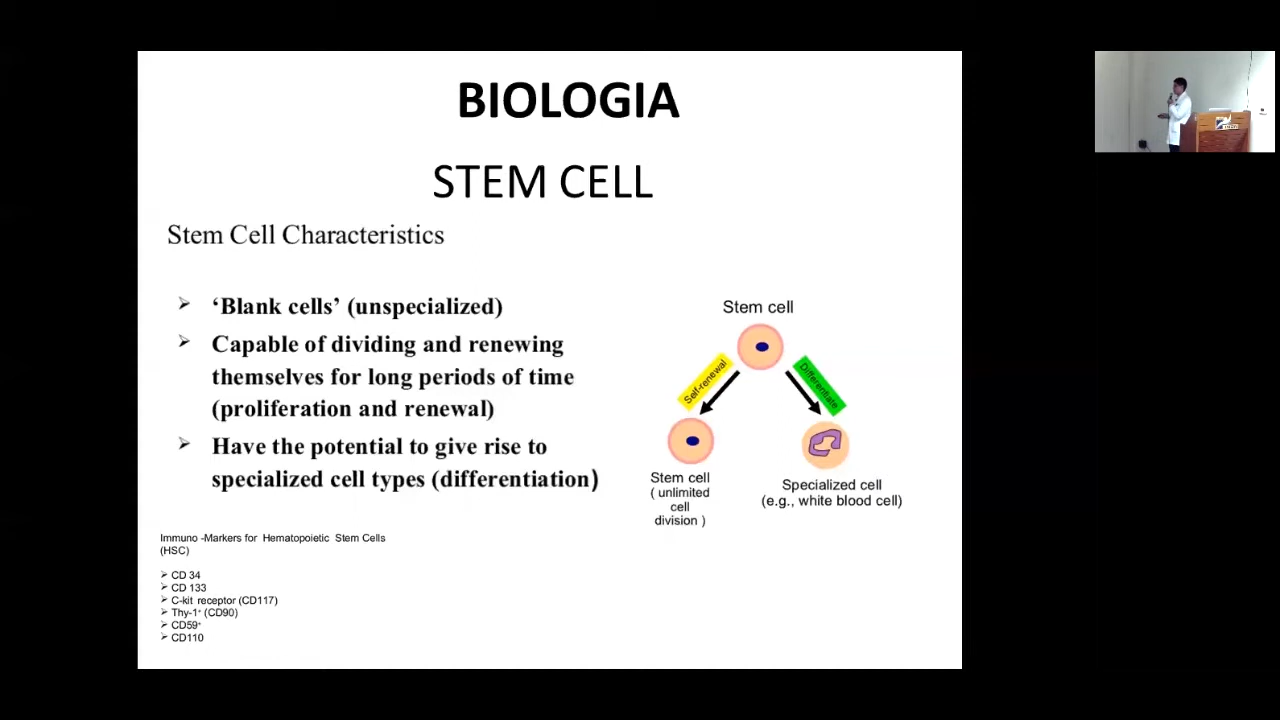 BIOLOGIA
STEM CELL
Stem Cell Characteristics
➢ ‘Blank cells’ (unspecialized)
➢ Capable of dividing and renewing
themselves for long periods of time
(proliferation and renewal)
➢ Have the potential to give rise to
specialized cell types (differentiation)
Stem cell
Self-renewal
Differentiate
Stem cell
( unlimited
cell
division )
Specialized cell
(e.g., white blood cell)
Immuno -Markers for Hematopoietic Stem Cells
(HSC)
➢ CD 34
➢ CD 133
➢ C-kit receptor (CD117)
➢ Thy-1⁺ (CD90)
➢ CD59⁺
➢ CD110